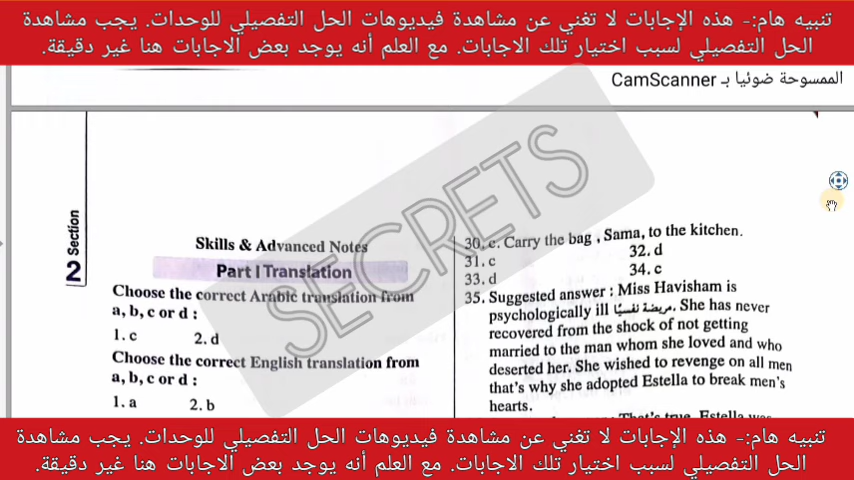 تنبيه هام:- هذه الإجابات لا تغني عن مشاهدة فيديوهات الحل التفصيلي للوحدات. يجب مشاهدة
الحل التفصيلي لسبب اختيار تلك الاجابات. مع العلم أنه يوجد بعض الاجابات هنا غير دقيقة.
الممسوحة ضوئيا بـ CamScanner
SECRETS
Section
2
Skills & Advanced Notes
Part I Translation
Choose the correct Arabic translation from
a, b, c or d :
1. c 2. d
Choose the correct English translation from
a, b, c or d :
1. a 2. b
30. e. Carry the bag , Sama, to the kitchen.
31. c 32. d
33. d 34. c
35. Suggested answer : Miss Havisham is
psychologically ill مريضة نفسيًا. She has never
recovered from the shock of not getting
married to the man whom she loved and who
deserted her. She wished to revenge on all men
that's why she adopted Estella to break men's
hearts.
That's true. Estella was
تنبيه هام:- هذه الإجابات لا تغني عن مشاهدة فيديوهات الحل التفصيلي للوحدات. يجب مشاهدة
الحل التفصيلي لسبب اختيار تلك الاجابات. مع العلم أنه يوجد بعض الاجابات هنا غير دقيقة.